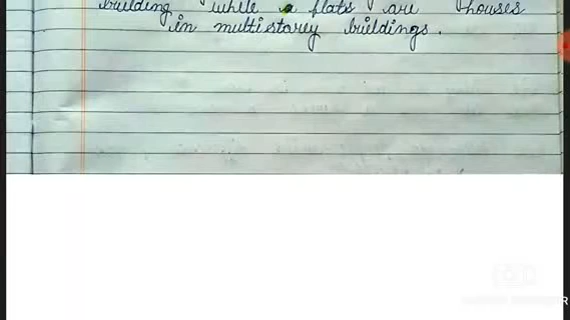 building while a flats are houses
in multistorey buildings.